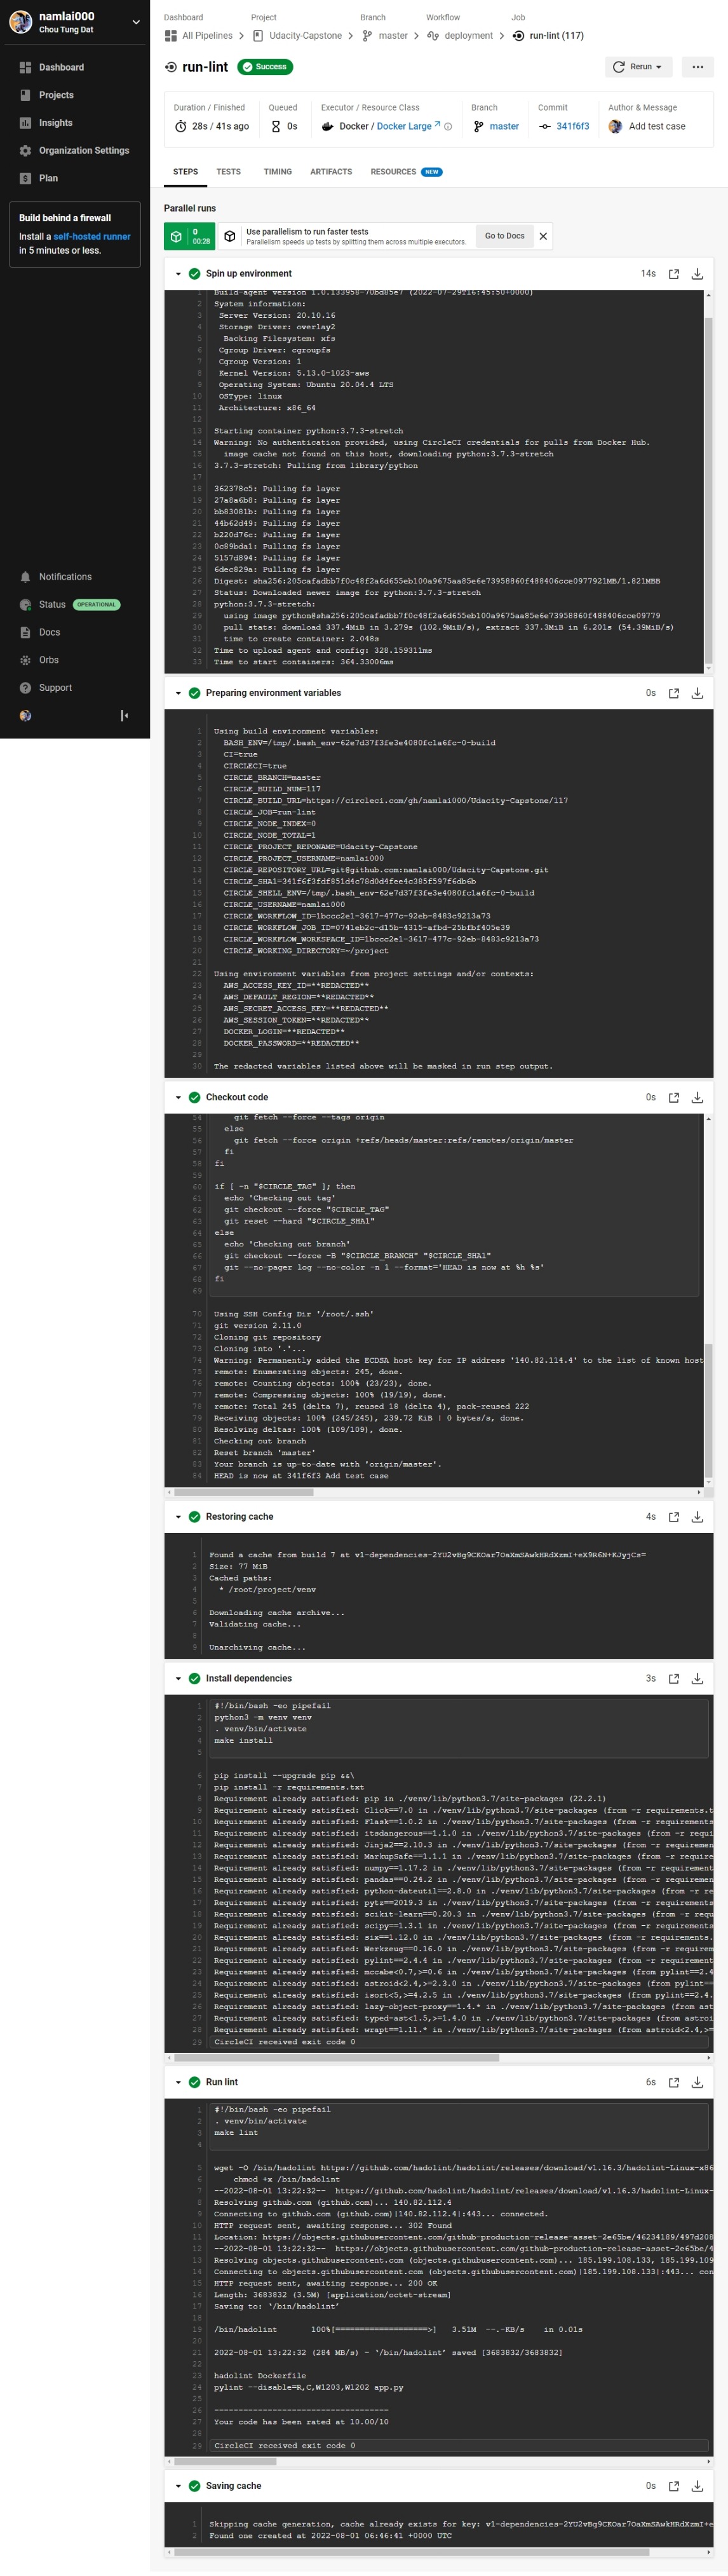 namlai000
Chou Tung Dat
Dashboard
Projects
Insights
Organization Settings
Plan
Build behind a firewall
Install a self-hosted runner
in 5 minutes or less.
Notifications
Status OPERATIONAL
Docs
Orbs
Support
Dashboard Project Branch Workflow Job
All Pipelines Udacity-Capstone master deployment run-lint (117)
run-lint Success Rerun
Duration / Finished Queued Executor / Resource Class Branch Commit Author & Message
28s / 41s ago 0s Docker / Docker Large master 341f6f3 Add test case
STEPS TESTS TIMING ARTIFACTS RESOURCES NEW
Parallel runs
0
00:28
Use parallelism to run faster tests
Parallelism speeds up tests by splitting them across multiple executors.
Go to Docs
Spin up environment 14s
1 Build-agent version 1.0.133958-70bd85e7 (2022-07-29T16:45:50+0000)
2 System information:
3 Server Version: 20.10.16
4 Storage Driver: overlay2
5 Backing Filesystem: xfs
6 Cgroup Driver: cgroupfs
7 Cgroup Version: 1
8 Kernel Version: 5.13.0-1023-aws
9 Operating System: Ubuntu 20.04.4 LTS
10 OSType: linux
11 Architecture: x86_64
12
13 Starting container python:3.7.3-stretch
14 Warning: No authentication provided, using CircleCI credentials for pulls from Docker Hub.
15 image cache not found on this host, downloading python:3.7.3-stretch
16 3.7.3-stretch: Pulling from library/python
17
18 362378c5: Pulling fs layer
19 27a8a6b8: Pulling fs layer
20 bb83081b: Pulling fs layer
21 44b62d49: Pulling fs layer
22 b220d76c: Pulling fs layer
23 0c89bda1: Pulling fs layer
24 5157d894: Pulling fs layer
25 6dec829a: Pulling fs layer
26 Digest: sha256:205cafadbb7f0c48f2a6d655eb100a9675aa85e6e73958860f488406cce0977921MB/1.821MBB
27 Status: Downloaded newer image for python:3.7.3-stretch
28 python:3.7.3-stretch:
29 using image python@sha256:205cafadbb7f0c48f2a6d655eb100a9675aa85e6e73958860f488406cce09779
30 pull stats: download 337.4MiB in 3.279s (102.9MiB/s), extract 337.3MiB in 6.201s (54.39MiB/s)
31 time to create container: 2.048s
32 Time to upload agent and config: 328.159311ms
33 Time to start containers: 364.33006ms
Preparing environment variables 0s
1 Using build environment variables:
2 BASH_ENV=/tmp/.bash_env-62e7d37f3fe3e4080fc1a6fc-0-build
3 CI=true
4 CIRCLECI=true
5 CIRCLE_BRANCH=master
6 CIRCLE_BUILD_NUM=117
7 CIRCLE_BUILD_URL=https://circleci.com/gh/namlai000/Udacity-Capstone/117
8 CIRCLE_JOB=run-lint
9 CIRCLE_NODE_INDEX=0
10 CIRCLE_NODE_TOTAL=1
11 CIRCLE_PROJECT_REPONAME=Udacity-Capstone
12 CIRCLE_PROJECT_USERNAME=namlai000
13 CIRCLE_REPOSITORY_URL=git@github.com:namlai000/Udacity-Capstone.git
14 CIRCLE_SHA1=341f6f3fdf851d4c78d0d4fee4c385f597f6db6b
15 CIRCLE_SHELL_ENV=/tmp/.bash_env-62e7d37f3fe3e4080fc1a6fc-0-build
16 CIRCLE_USERNAME=namlai000
17 CIRCLE_WORKFLOW_ID=1bccc2e1-3617-477c-92eb-8483c9213a73
18 CIRCLE_WORKFLOW_JOB_ID=0741eb2c-d15b-4315-afbd-25bfbf405e39
19 CIRCLE_WORKFLOW_WORKSPACE_ID=1bccc2e1-3617-477c-92eb-8483c9213a73
20 CIRCLE_WORKING_DIRECTORY=~/project
21
22 Using environment variables from project settings and/or contexts:
23 AWS_ACCESS_KEY_ID=**REDACTED**
24 AWS_DEFAULT_REGION=**REDACTED**
25 AWS_SECRET_ACCESS_KEY=**REDACTED**
26 AWS_SESSION_TOKEN=**REDACTED**
27 DOCKER_LOGIN=**REDACTED**
28 DOCKER_PASSWORD=**REDACTED**
29
30 The redacted variables listed above will be masked in run step output.
Checkout code 0s
54 git fetch --force --tags origin
55 else
56 git fetch --force origin +refs/heads/master:refs/remotes/origin/master
57 fi
58 fi
59
60 if [ -n "$CIRCLE_TAG" ]; then
61 echo 'Checking out tag'
62 git checkout --force "$CIRCLE_TAG"
63 git reset --hard "$CIRCLE_SHA1"
64 else
65 echo 'Checking out branch'
66 git checkout --force -B "$CIRCLE_BRANCH" "$CIRCLE_SHA1"
67 git --no-pager log --no-color -n 1 --format='HEAD is now at %h %s'
68 fi
69
70 Using SSH Config Dir '/root/.ssh'
71 git version 2.11.0
72 Cloning git repository
73 Cloning into '.'...
74 Warning: Permanently added the ECDSA host key for IP address '140.82.114.4' to the list of known host
75 remote: Enumerating objects: 245, done.
76 remote: Counting objects: 100% (23/23), done.
77 remote: Compressing objects: 100% (19/19), done.
78 remote: Total 245 (delta 7), reused 18 (delta 4), pack-reused 222
79 Receiving objects: 100% (245/245), 239.72 KiB | 0 bytes/s, done.
80 Resolving deltas: 100% (109/109), done.
81 Checking out branch
82 Reset branch 'master'
83 Your branch is up-to-date with 'origin/master'.
84 HEAD is now at 341f6f3 Add test case
Restoring cache 4s
1 Found a cache from build 7 at v1-dependencies-2YU2vBg9CKOar7OaXmSAwkHRdXzmI+eX9R6N+KJyjCs=
2 Size: 77 MiB
3 Cached paths:
4 * /root/project/venv
5
6 Downloading cache archive...
7 Validating cache...
8
9 Unarchiving cache...
Install dependencies 3s
1 #!/bin/bash -eo pipefail
2 python3 -m venv venv
3 . venv/bin/activate
4 make install
5
6 pip install --upgrade pip &&\
7 pip install -r requirements.txt
8 Requirement already satisfied: pip in ./venv/lib/python3.7/site-packages (22.2.1)
9 Requirement already satisfied: Click==7.0 in ./venv/lib/python3.7/site-packages (from -r requirements.t
10 Requirement already satisfied: Flask==1.0.2 in ./venv/lib/python3.7/site-packages (from -r requirements
11 Requirement already satisfied: itsdangerous==1.1.0 in ./venv/lib/python3.7/site-packages (from -r requi
12 Requirement already satisfied: Jinja2==2.10.3 in ./venv/lib/python3.7/site-packages (from -r requiremen
13 Requirement already satisfied: MarkupSafe==1.1.1 in ./venv/lib/python3.7/site-packages (from -r require
14 Requirement already satisfied: numpy==1.17.2 in ./venv/lib/python3.7/site-packages (from -r requirement
15 Requirement already satisfied: pandas==0.24.2 in ./venv/lib/python3.7/site-packages (from -r requiremen
16 Requirement already satisfied: python-dateutil==2.8.0 in ./venv/lib/python3.7/site-packages (from -r re
17 Requirement already satisfied: pytz==2019.3 in ./venv/lib/python3.7/site-packages (from -r requirements
18 Requirement already satisfied: scikit-learn==0.20.3 in ./venv/lib/python3.7/site-packages (from -r requ
19 Requirement already satisfied: scipy==1.3.1 in ./venv/lib/python3.7/site-packages (from -r requirements
20 Requirement already satisfied: six==1.12.0 in ./venv/lib/python3.7/site-packages (from -r requirements.
21 Requirement already satisfied: Werkzeug==0.16.0 in ./venv/lib/python3.7/site-packages (from -r requirem
22 Requirement already satisfied: pylint==2.4.4 in ./venv/lib/python3.7/site-packages (from -r requirement
23 Requirement already satisfied: mccabe<0.7,>=0.6 in ./venv/lib/python3.7/site-packages (from pylint==2.4
24 Requirement already satisfied: astroid<2.4,>=2.3.0 in ./venv/lib/python3.7/site-packages (from pylint==
25 Requirement already satisfied: isort<5,>=4.2.5 in ./venv/lib/python3.7/site-packages (from pylint==2.4.
26 Requirement already satisfied: lazy-object-proxy==1.4.* in ./venv/lib/python3.7/site-packages (from ast
27 Requirement already satisfied: typed-ast<1.5,>=1.4.0 in ./venv/lib/python3.7/site-packages (from astroi
28 Requirement already satisfied: wrapt==1.11.* in ./venv/lib/python3.7/site-packages (from astroid<2.4,>=
29 CircleCI received exit code 0
Run lint 6s
1 #!/bin/bash -eo pipefail
2 . venv/bin/activate
3 make lint
4
5 wget -O /bin/hadolint https://github.com/hadolint/hadolint/releases/download/v1.16.3/hadolint-Linux-x86
6 chmod +x /bin/hadolint
7 --2022-08-01 13:22:32-- https://github.com/hadolint/hadolint/releases/download/v1.16.3/hadolint-Linux-
8 Resolving github.com (github.com)... 140.82.112.4
9 Connecting to github.com (github.com)|140.82.112.4|:443... connected.
10 HTTP request sent, awaiting response... 302 Found
11 Location: https://objects.githubusercontent.com/github-production-release-asset-2e65be/46234189/497d208
12 --2022-08-01 13:22:32-- https://objects.githubusercontent.com/github-production-release-asset-2e65be/4
13 Resolving objects.githubusercontent.com (objects.githubusercontent.com)... 185.199.108.133, 185.199.109
14 Connecting to objects.githubusercontent.com (objects.githubusercontent.com)|185.199.108.133|:443... con
15 HTTP request sent, awaiting response... 200 OK
16 Length: 3683832 (3.5M) [application/octet-stream]
17 Saving to: ‘/bin/hadolint’
18
19 /bin/hadolint 100%[===================>] 3.51M --.-KB/s in 0.01s
20
21 2022-08-01 13:22:32 (284 MB/s) - ‘/bin/hadolint’ saved [3683832/3683832]
22
23 hadolint Dockerfile
24 pylint --disable=R,C,W1203,W1202 app.py
25
26 ------------------------------------
27 Your code has been rated at 10.00/10
28
29 CircleCI received exit code 0
Saving cache 0s
1 Skipping cache generation, cache already exists for key: v1-dependencies-2YU2vBg9CKOar7OaXmSAwkHRdXzmI+e
2 Found one created at 2022-08-01 06:46:41 +0000 UTC